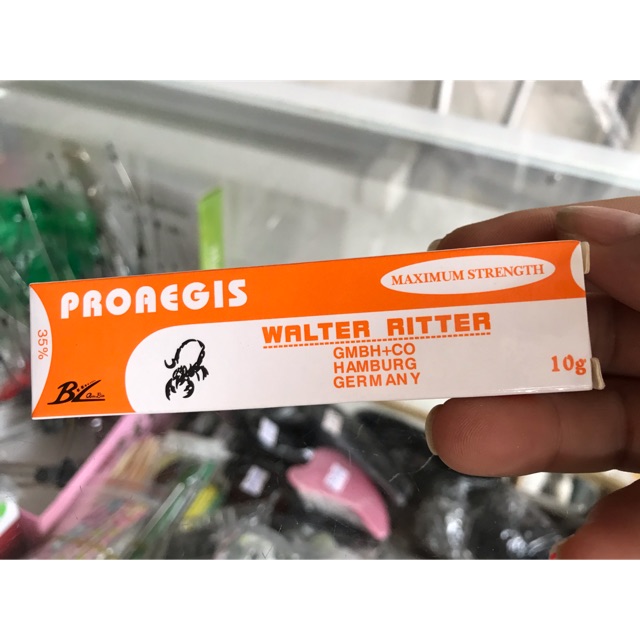 PROAEGIS
MAXIMUM STRENGTH
35%
WALTER RITTER
GMBH+CO
HAMBURG
GERMANY
10g